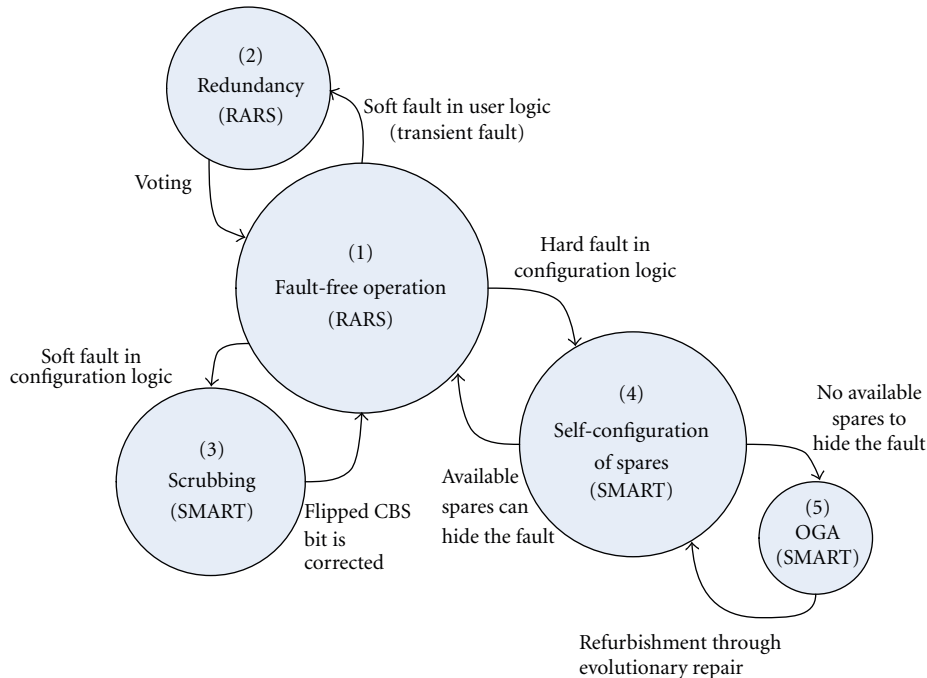 (2)
Redundancy
(RARS)
Soft fault in user logic
(transient fault)
Voting
(1)
Fault-free operation
(RARS)
Hard fault in
configuration logic
Soft fault in
configuration logic
(3)
Scrubbing
(SMART)
Flipped CBS
bit is
corrected
Available
spares can
hide the fault
(4)
Self-configuration
of spares
(SMART)
No available
spares to
hide the fault
(5)
OGA
(SMART)
Refurbishment through
evolutionary repair